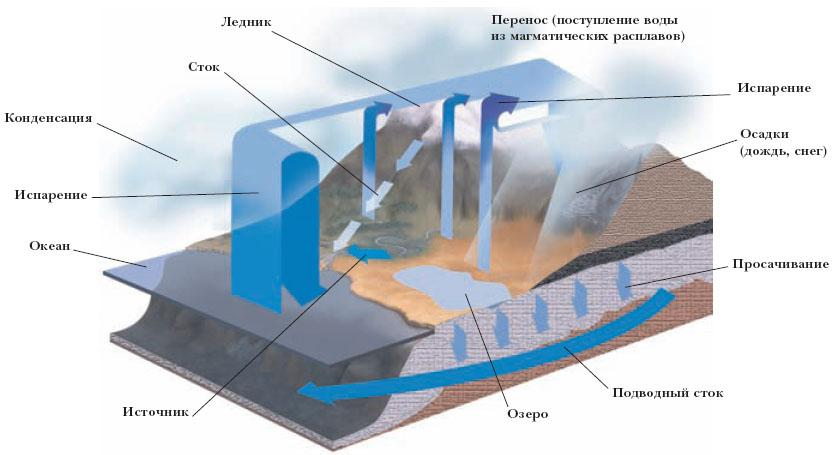 Ледник
Перенос (поступление воды
из магматических расплавов)
Сток
Испарение
Конденсация
Осадки
(дождь, снег)
Испарение
Океан
Просачивание
Подводный сток
Источник
Озеро